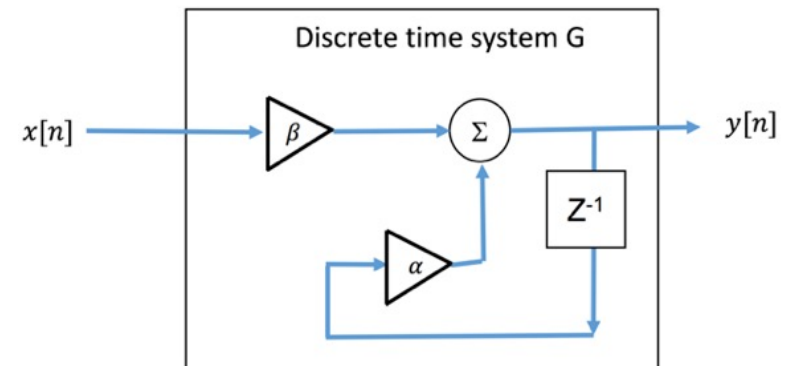 Discrete time system G
x[n]
β
Σ
y[n]
Z-1
α